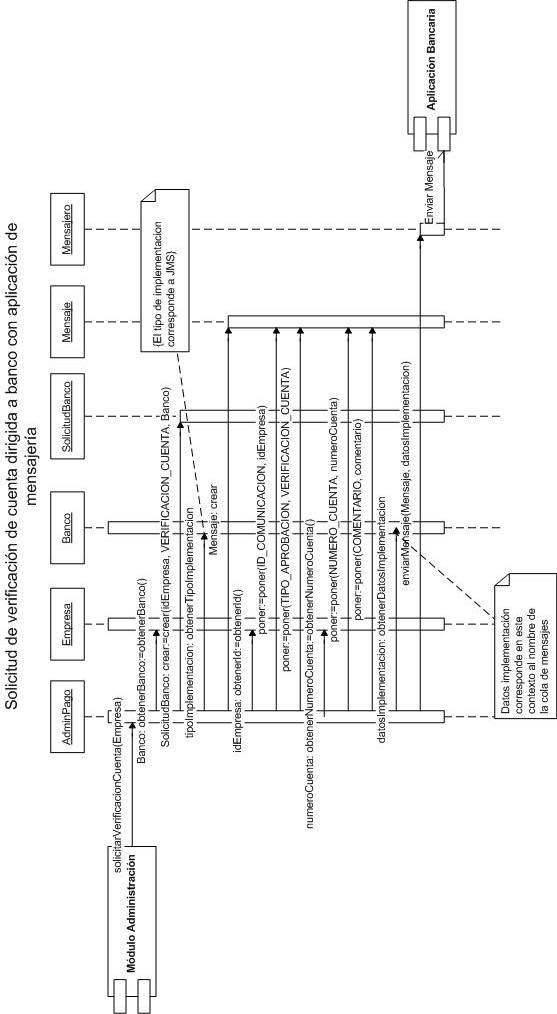 Solicitud de verificación de cuenta dirigida a banco con aplicación de
mensajería
AdminPago
Empresa
Banco
SolicitudBanco
Mensaje
Mensajero
solicitarVerificacionCuenta(Empresa)
Módulo Administración
Banco: obtenerBanco:=obtenerBanco()
SolicitudBanco: crear:=crear(idEmpresa, VERIFICACION_CUENTA, Banco)
tipoImplementacion: obtenerTipoImplementacion
{El tipo de implementacion
corresponde a JMS}
Mensaje: crear
idEmpresa: obtenerId:=obtenerId()
poner:=poner(ID_COMUNICACION, idEmpresa)
poner:=poner(TIPO_APROBACION, VERIFICACION_CUENTA)
numeroCuenta: obtenerNumeroCuenta:=obtenerNumeroCuenta()
poner:=poner(NUMERO_CUENTA, numeroCuenta)
poner:=poner(COMENTARIO, comentario)
datosImplementacion: obtenerDatosImplementacion
enviarMensaje(Mensaje, datosImplementacion)
Enviar Mensaje
Aplicación Bancaria
Datos implementación
corresponde en este
contexto al nombre de
la cola de mensajes